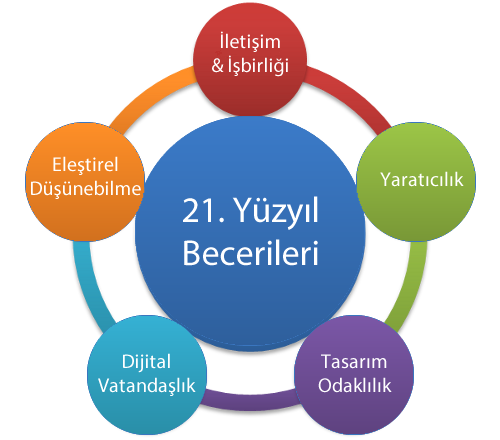 İletişim
& İşbirliği
Eleştirel
Düşünebilme
Yaratıcılık
21. Yüzyıl
Becerileri
Dijital
Vatandaşlık
Tasarım
Odaklılık